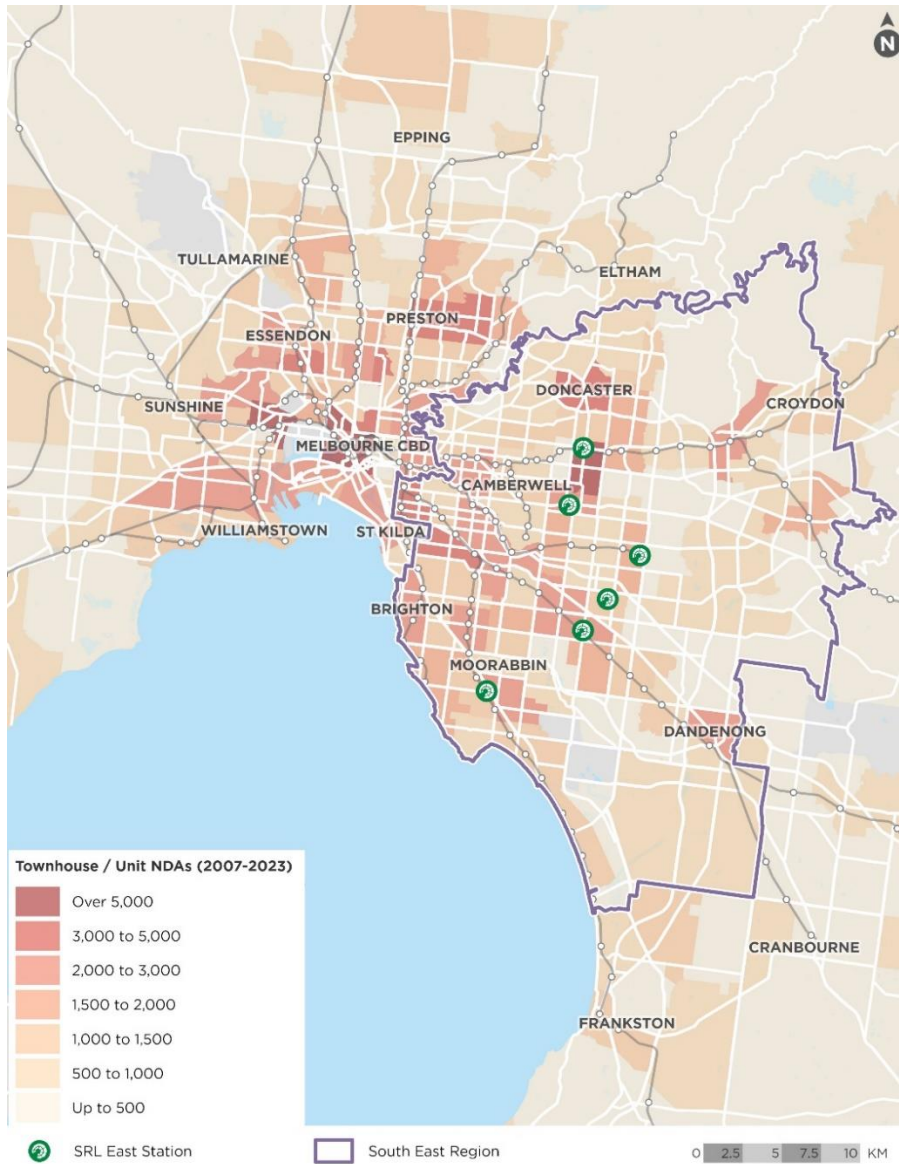 N
EPPING
TULLAMARINE
ELTHAM
PRESTON
ESSENDON
DONCASTER
CROYDON
SUNSHINE
MELBOURNE CBD
CAMBERWELL
WILLIAMSTOWN
ST KILDA
BRIGHTON
MOORABBIN
DANDENONG
CRANBOURNE
FRANKSTON
Townhouse / Unit NDAs (2007-2023)
Over 5,000
3,000 to 5,000
2,000 to 3,000
1,500 to 2,000
1,000 to 1,500
500 to 1,000
Up to 500
SRL East Station
South East Region
0 2.5 5 7.5 10 KM